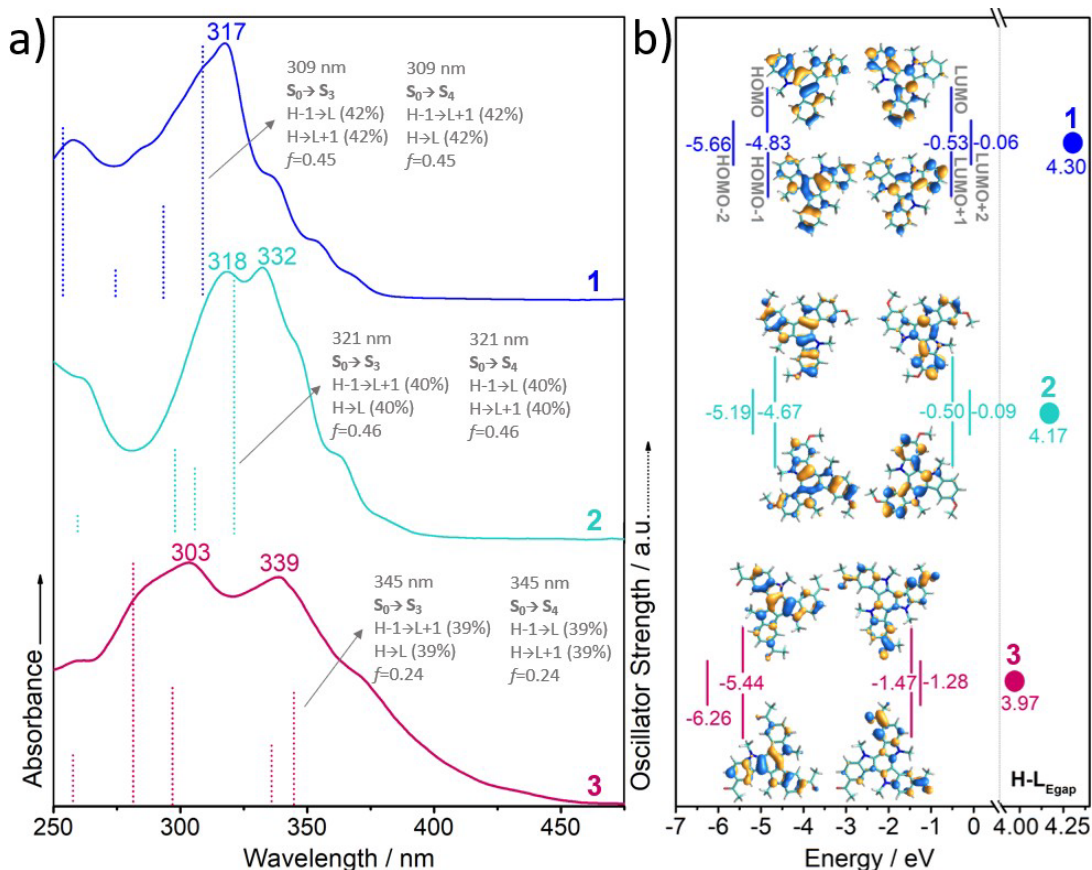 a)
317
309 nm
S0→ S3
H-1→L (42%)
H→L+1 (42%)
f=0.45
309 nm
S0→ S4
H-1→L+1 (42%)
H→L (42%)
f=0.45
1
318
332
321 nm
S0→ S3
H-1→L+1 (40%)
H→L (40%)
f=0.46
321 nm
S0→ S4
H-1→L (40%)
H→L+1 (40%)
f=0.46
2
303
339
345 nm
S0→ S3
H-1→L+1 (39%)
H→L (39%)
f=0.24
345 nm
S0→ S4
H-1→L (39%)
H→L+1 (39%)
f=0.24
3
Absorbance
Oscillator Strength / a.u.
250 300 350 400 450
Wavelength / nm
b)
HOMO
LUMO
-5.66 -4.83 -0.53 -0.06
HOMO-2
HOMO-1
LUMO+1
LUMO+2
1
4.30
-5.19 -4.67 -0.50 -0.09
2
4.17
-5.44 -1.47 -1.28
-6.26
3
3.97
H-LEgap
-7 -6 -5 -4 -3 -2 -1 0 4.00 4.25
Energy / eV